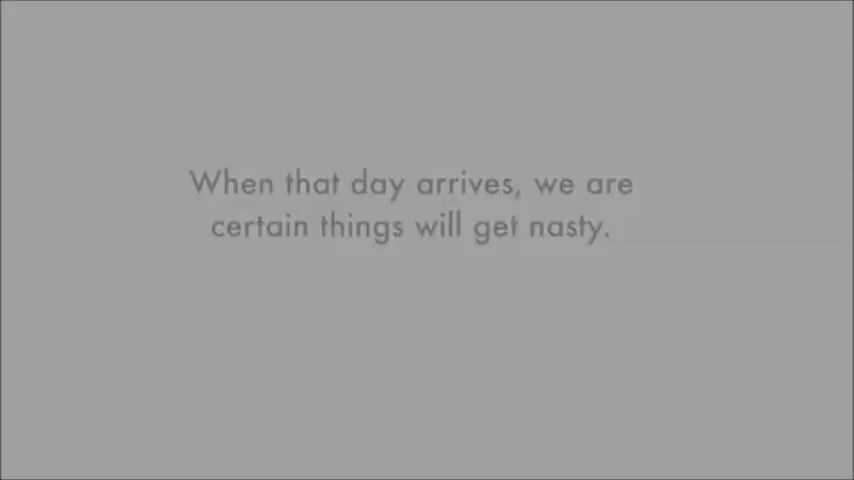 When that day arrives, we are
certain things will get nasty.